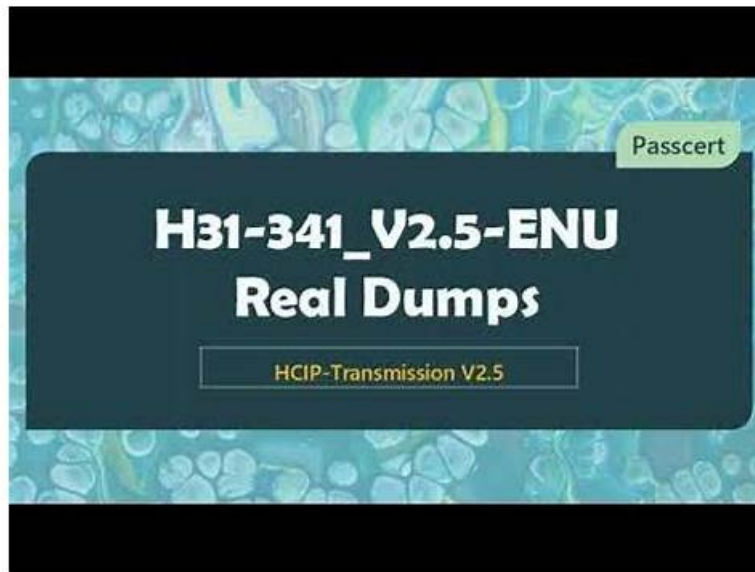 Passcert
H31-341_V2.5-ENU
Real Dumps
HCIP-Transmission V2.5